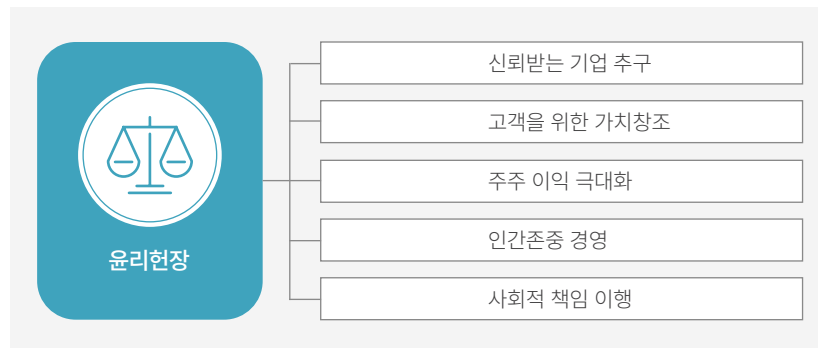 윤리헌장
신뢰받는 기업 추구
고객을 위한 가치창조
주주 이익 극대화
인간존중 경영
사회적 책임 이행